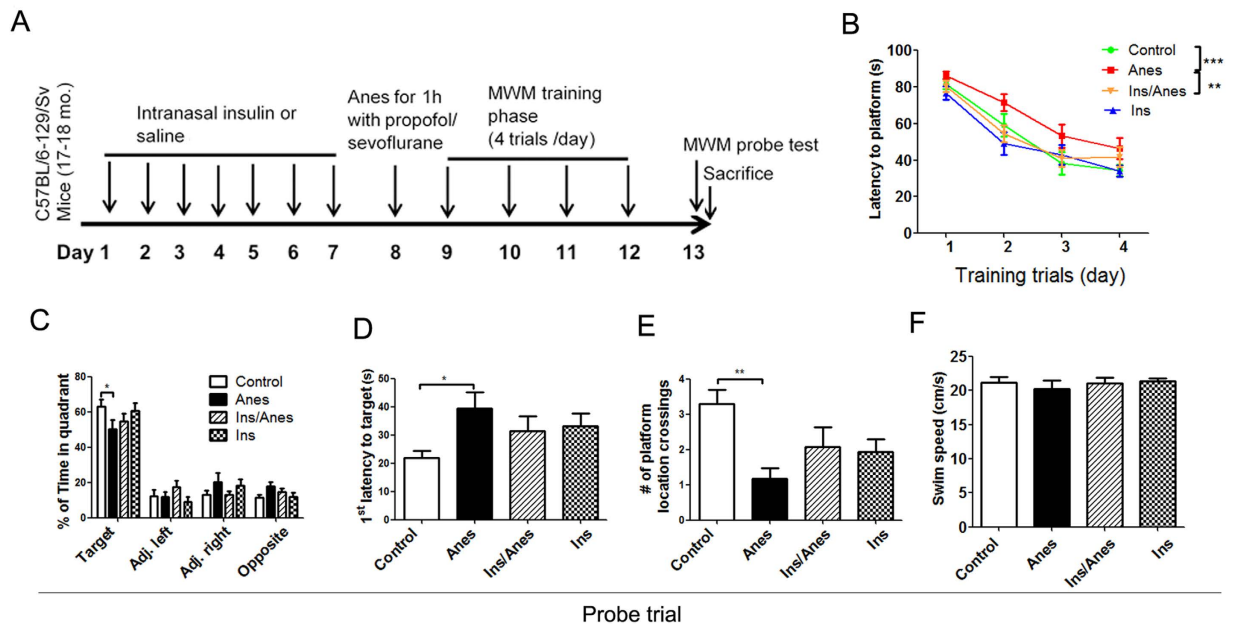 A
C57BL/6-129/Sv
Mice (17-18 mo.)
Intranasal insulin or
saline
Anes for 1h
with propofol/
sevoflurane
MWM training
phase
(4 trials /day)
MWM probe test
Sacrifice
Day 1 2 3 4 5 6 7 8 9 10 11 12 13
B
Latency to platform (s)
100
80
60
40
20
0
1 2 3 4
Training trials (day)
Control
Anes
Ins/Anes
Ins
***
**
C
% of Time in quadrant
80
60
40
20
0
*
Control
Anes
Ins/Anes
Ins
Target Adj. left Adj. right Opposite
D
1st latency to target (s)
50
40
30
20
10
0
*
Control Anes Ins/Anes Ins
E
# of platform
location crossings
4
3
2
1
0
**
Control Anes Ins/Anes Ins
F
Swim speed (cm/s)
25
20
15
10
5
0
Control Anes Ins/Anes Ins
Probe trial